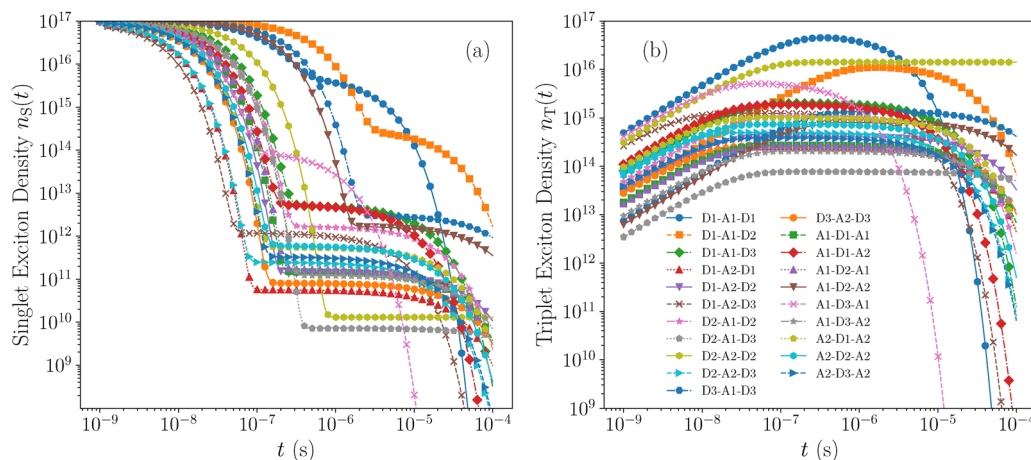 (a)
Singlet Exciton Density n_S(t)
10^17
10^16
10^15
10^14
10^13
10^12
10^11
10^10
10^9
10^−9
10^−8
10^−7
10^−6
10^−5
10^−4
t (s)
(b)
Triplet Exciton Density n_T(t)
10^17
10^16
10^15
10^14
10^13
10^12
10^11
10^10
10^9
D1-A1-D1
D1-A1-D2
D1-A1-D3
D1-A2-D1
D1-A2-D2
D1-A2-D3
D2-A1-D2
D2-A1-D3
D2-A2-D2
D2-A2-D3
D3-A1-D3
D3-A2-D3
A1-D1-A1
A1-D1-A2
A1-D2-A1
A1-D2-A2
A1-D3-A1
A1-D3-A2
A2-D1-A2
A2-D2-A2
A2-D3-A2
10^−9
10^−8
10^−7
10^−6
10^−5
10^−4
t (s)